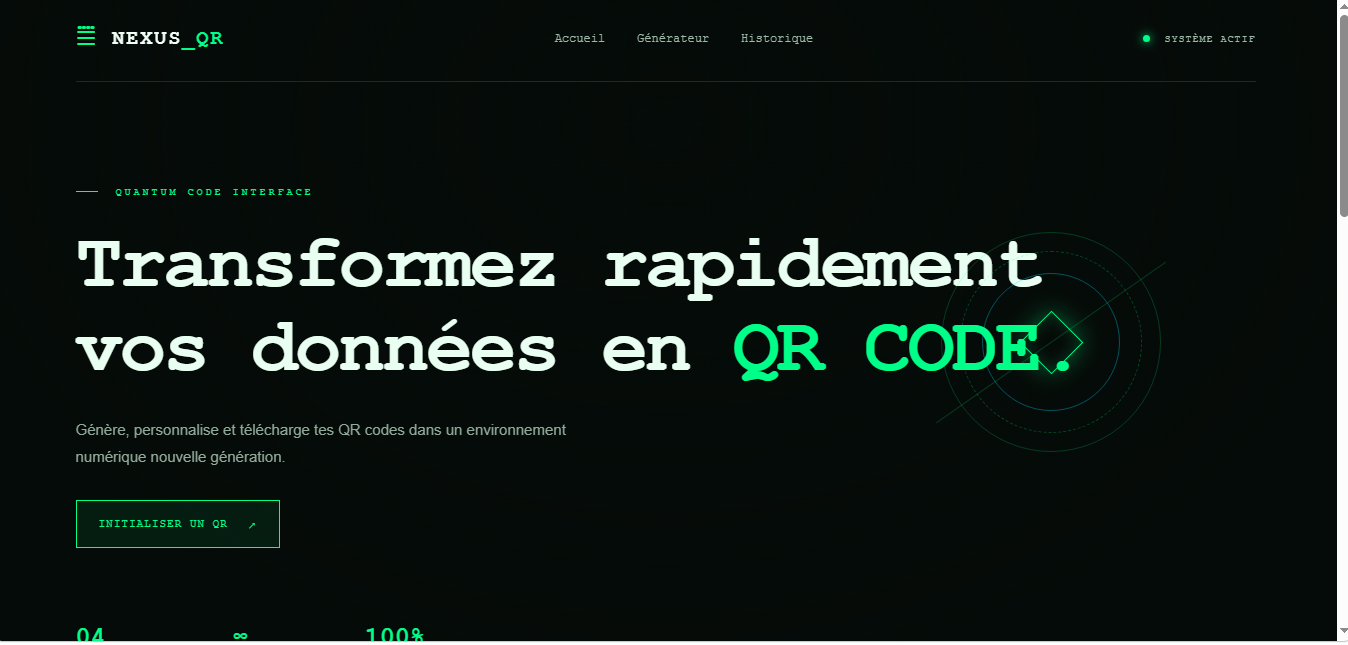 NEXUS_QR
Accueil Générateur Historique
SYSTÈME ACTIF
QUANTUM CODE INTERFACE
Transformez rapidement
vos données en QR CODE.
Génère, personnalise et télécharge tes QR codes dans un environnement
numérique nouvelle génération.
INITIALISER UN QR ↗
04 ∞ 100%